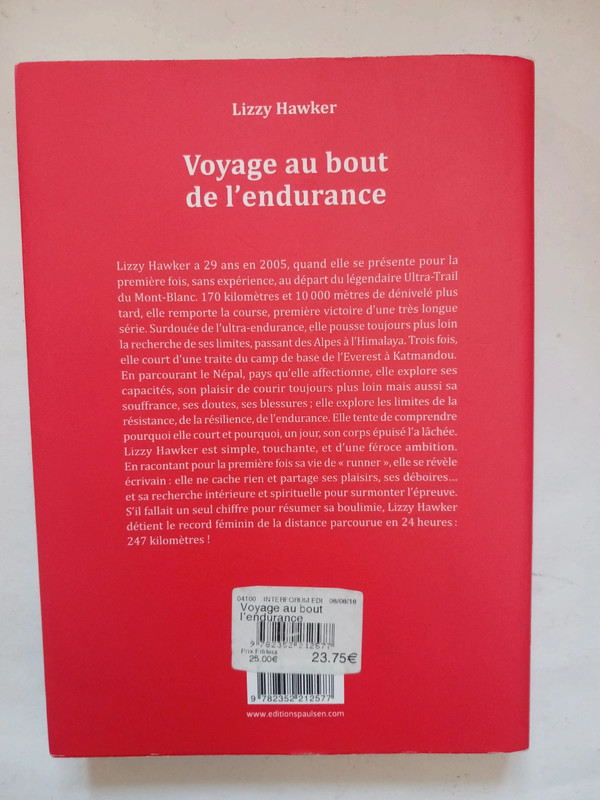 Lizzy Hawker
Voyage au bout
de l'endurance
Lizzy Hawker a 29 ans en 2005, quand elle se présente pour la
première fois, sans expérience, au départ du légendaire Ultra-Trail
du Mont-Blanc. 170 kilomètres et 10 000 mètres de dénivelé plus
tard, elle remporte la course, première victoire d'une très longue
série. Surdouée de l'ultra-endurance, elle pousse toujours plus loin
la recherche de ses limites, passant des Alpes à l'Himalaya. Trois fois,
elle court d'une traite du camp de base de l'Everest à Katmandou.
En parcourant le Népal, pays qu'elle affectionne, elle explore ses
capacités, son plaisir de courir toujours plus loin mais aussi sa
souffrance, ses doutes, ses blessures ; elle explore les limites de la
résistance, de la résilience, de l'endurance. Elle tente de comprendre
pourquoi elle court et pourquoi, un jour, son corps épuisé l'a lâchée.
Lizzy Hawker est simple, touchante, et d'une féroce ambition.
En racontant pour la première fois sa vie de « runner », elle se révèle
écrivain : elle ne cache rien et partage ses plaisirs, ses déboires...
et sa recherche intérieure et spirituelle pour surmonter l'épreuve.
S'il fallait un seul chiffre pour résumer sa boulimie, Lizzy Hawker
détient le record féminin de la distance parcourue en 24 heures :
247 kilomètres !
04100 INTERFORUM EDI 08/08/18
Voyage au bout
l'endurance
9 782352 212577
Prix Editeur
25.00€ 23.75€
9 782352 212577
www.editionspaulsen.com